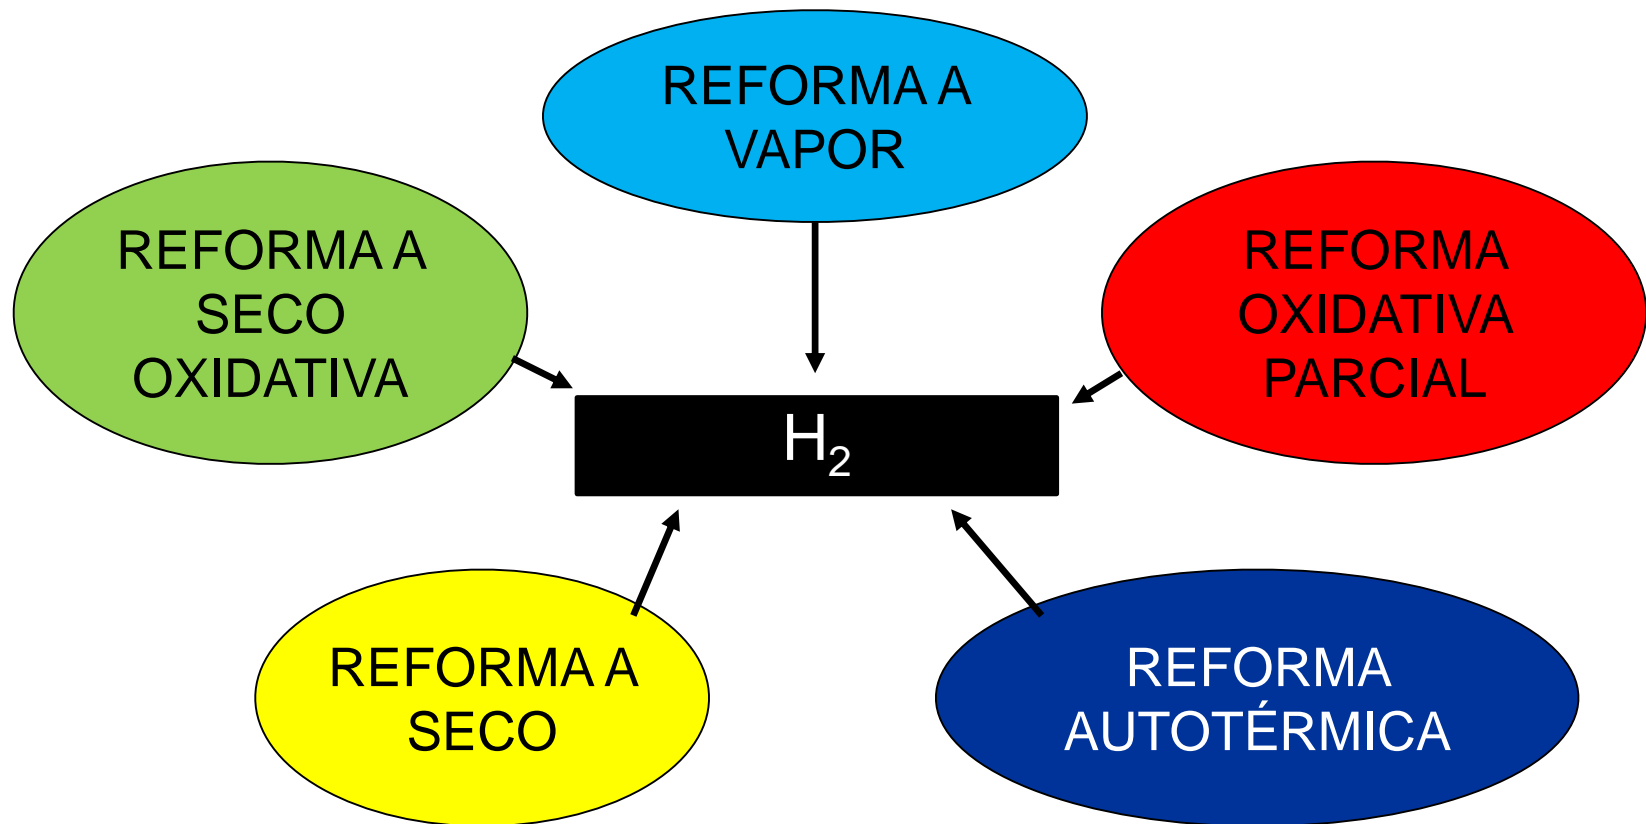 REFORMA A
VAPOR
REFORMA A
SECO
OXIDATIVA
REFORMA
OXIDATIVA
PARCIAL
H₂
REFORMA A
SECO
REFORMA
AUTOTÉRMICA